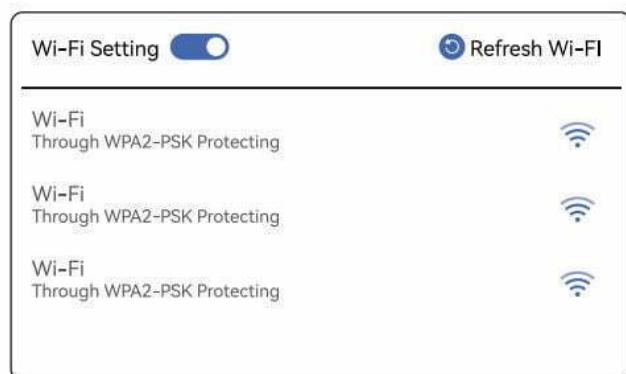 Wi-Fi Setting
Refresh Wi-FI
Wi-Fi
Through WPA2-PSK Protecting
Wi-Fi
Through WPA2-PSK Protecting
Wi-Fi
Through WPA2-PSK Protecting